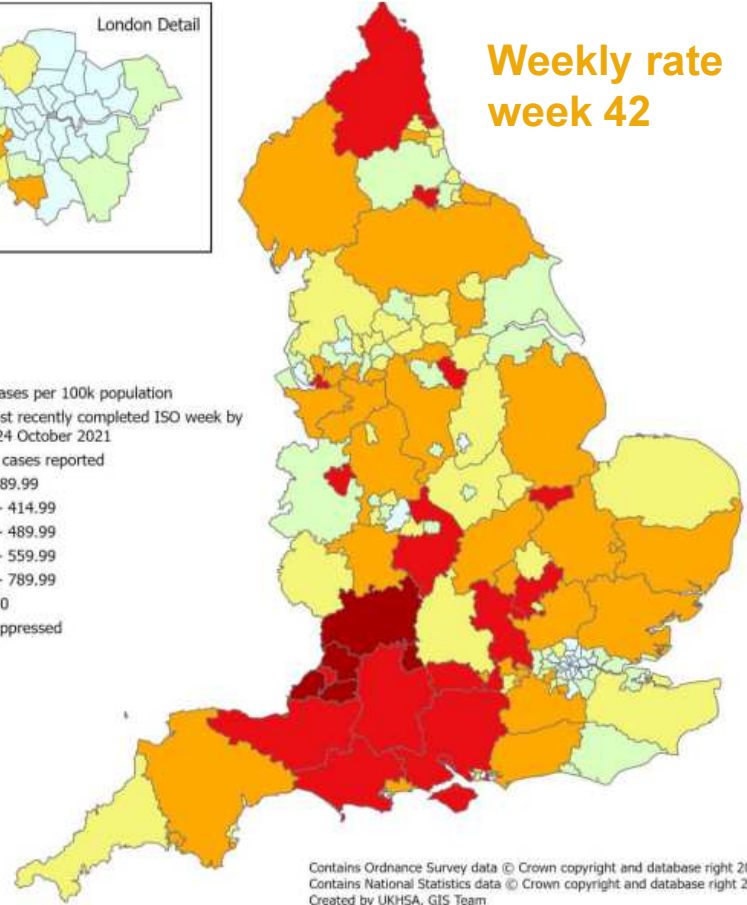 London Detail
Weekly rate
week 42
ases per 100k population
st recently completed ISO week by
24 October 2021
cases reported
89.99
- 414.99
- 489.99
- 559.99
- 789.99
0
ppressed
Contains Ordnance Survey data © Crown copyright and database right 20
Contains National Statistics data © Crown copyright and database right 2
Created by UKHSA, GIS Team